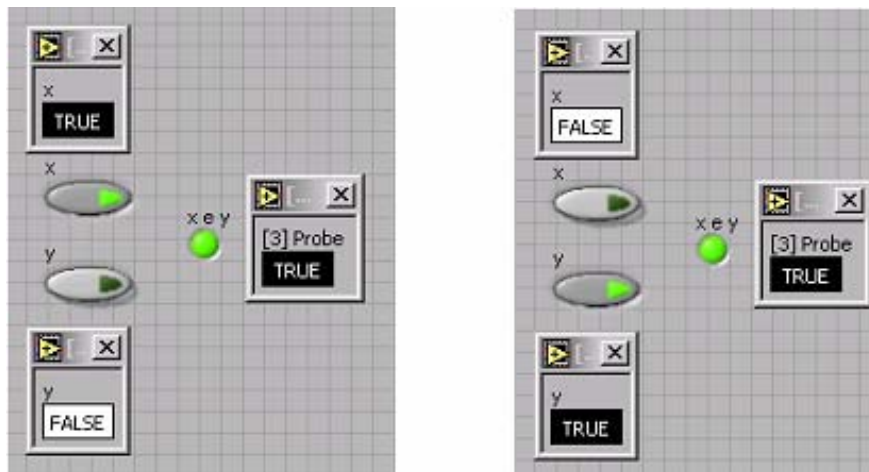 [...
x
TRUE
x
y
x e y
[...
[3] Probe
TRUE
[...
y
FALSE
[...
x
FALSE
x
y
x e y
[...
[3] Probe
TRUE
[...
y
TRUE